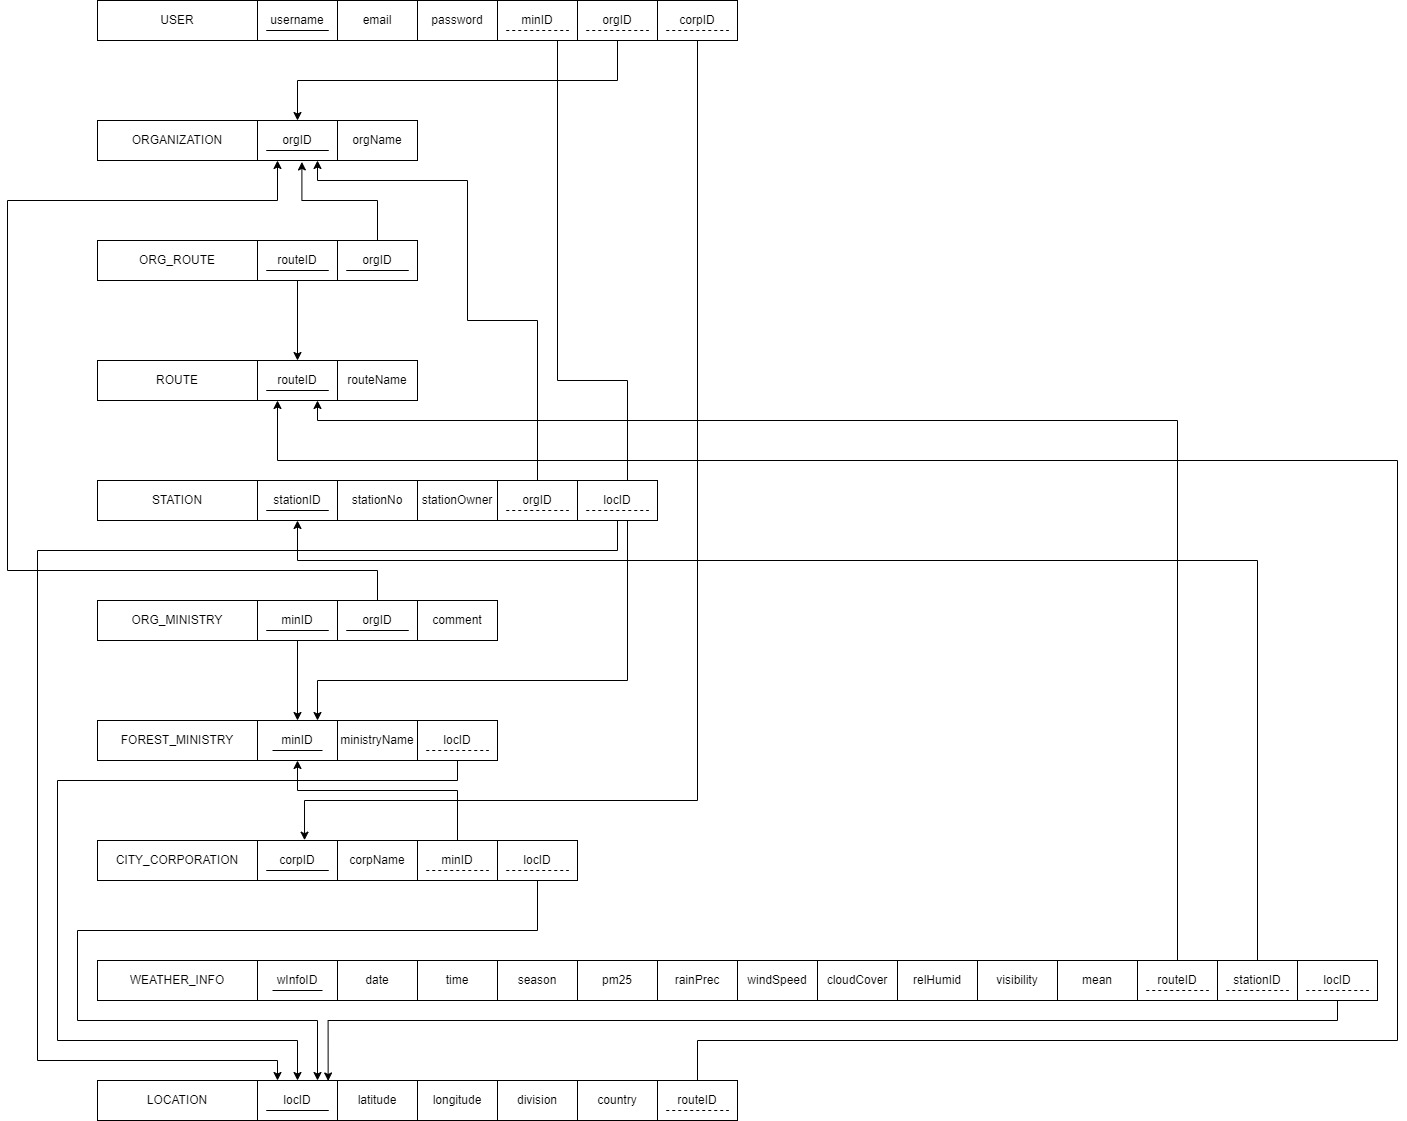 USER username email password minID orgID corpID
ORGANIZATION orgID orgName
ORG_ROUTE routeID orgID
ROUTE routeID routeName
STATION stationID stationNo stationOwner orgID locID
ORG_MINISTRY minID orgID comment
FOREST_MINISTRY minID ministryName locID
CITY_CORPORATION corpID corpName minID locID
WEATHER_INFO wInfoID date time season pm25 rainPrec windSpeed cloudCover relHumid visibility mean routeID stationID locID
LOCATION locID latitude longitude division country routeID